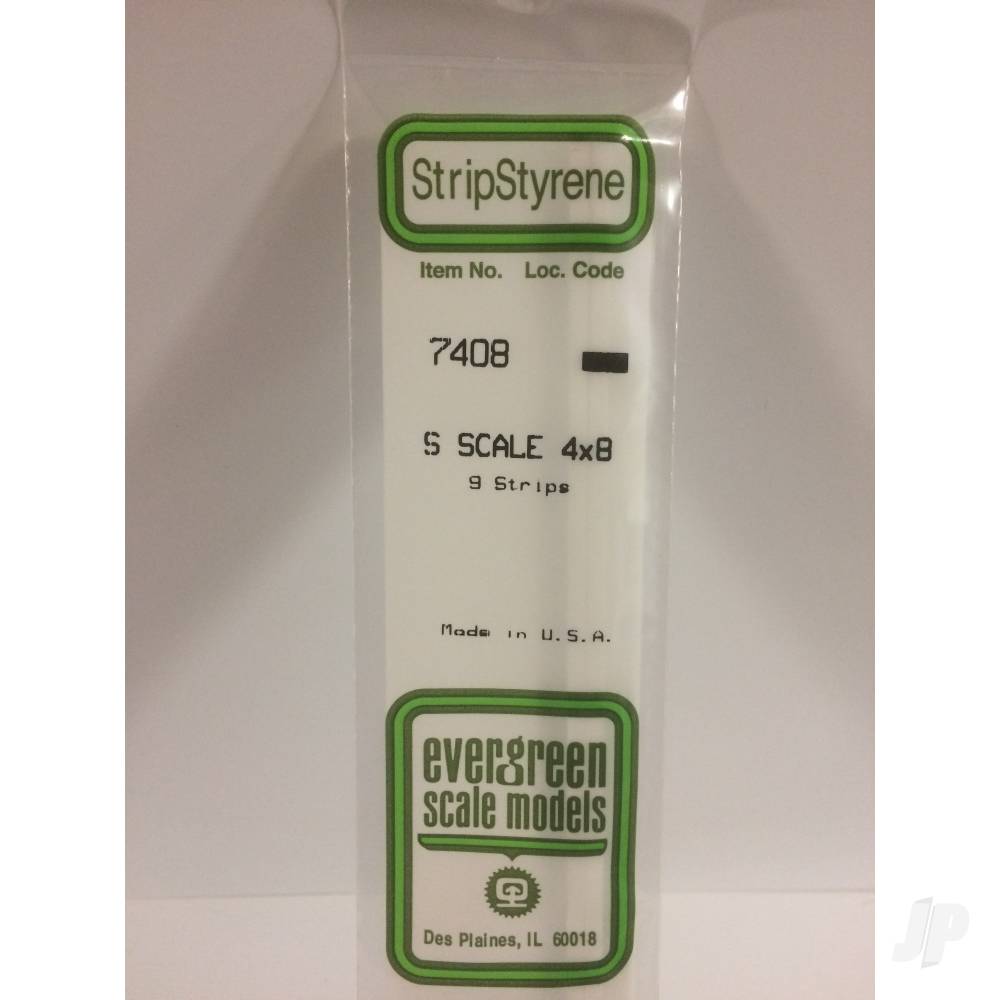 StripStyrene
Item No. Loc. Code
7408
S SCALE 4x8
9 Strips
Made in U.S.A.
evergreen
scale models
Des Plaines, IL 60018
JP